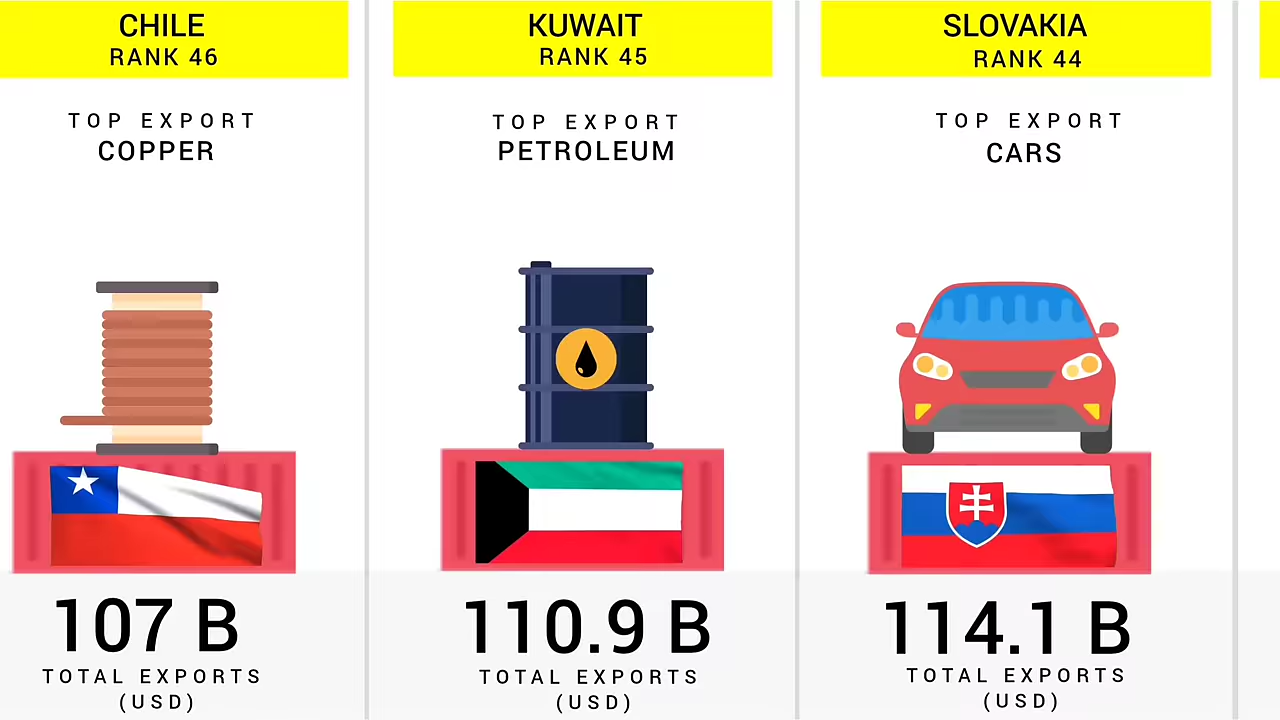 CHILE
RANK 46
TOP EXPORT
COPPER
107 B
TOTAL EXPORTS
(USD)
KUWAIT
RANK 45
TOP EXPORT
PETROLEUM
110.9 B
TOTAL EXPORTS
(USD)
SLOVAKIA
RANK 44
TOP EXPORT
CARS
114.1 B
TOTAL EXPORTS
(USD)